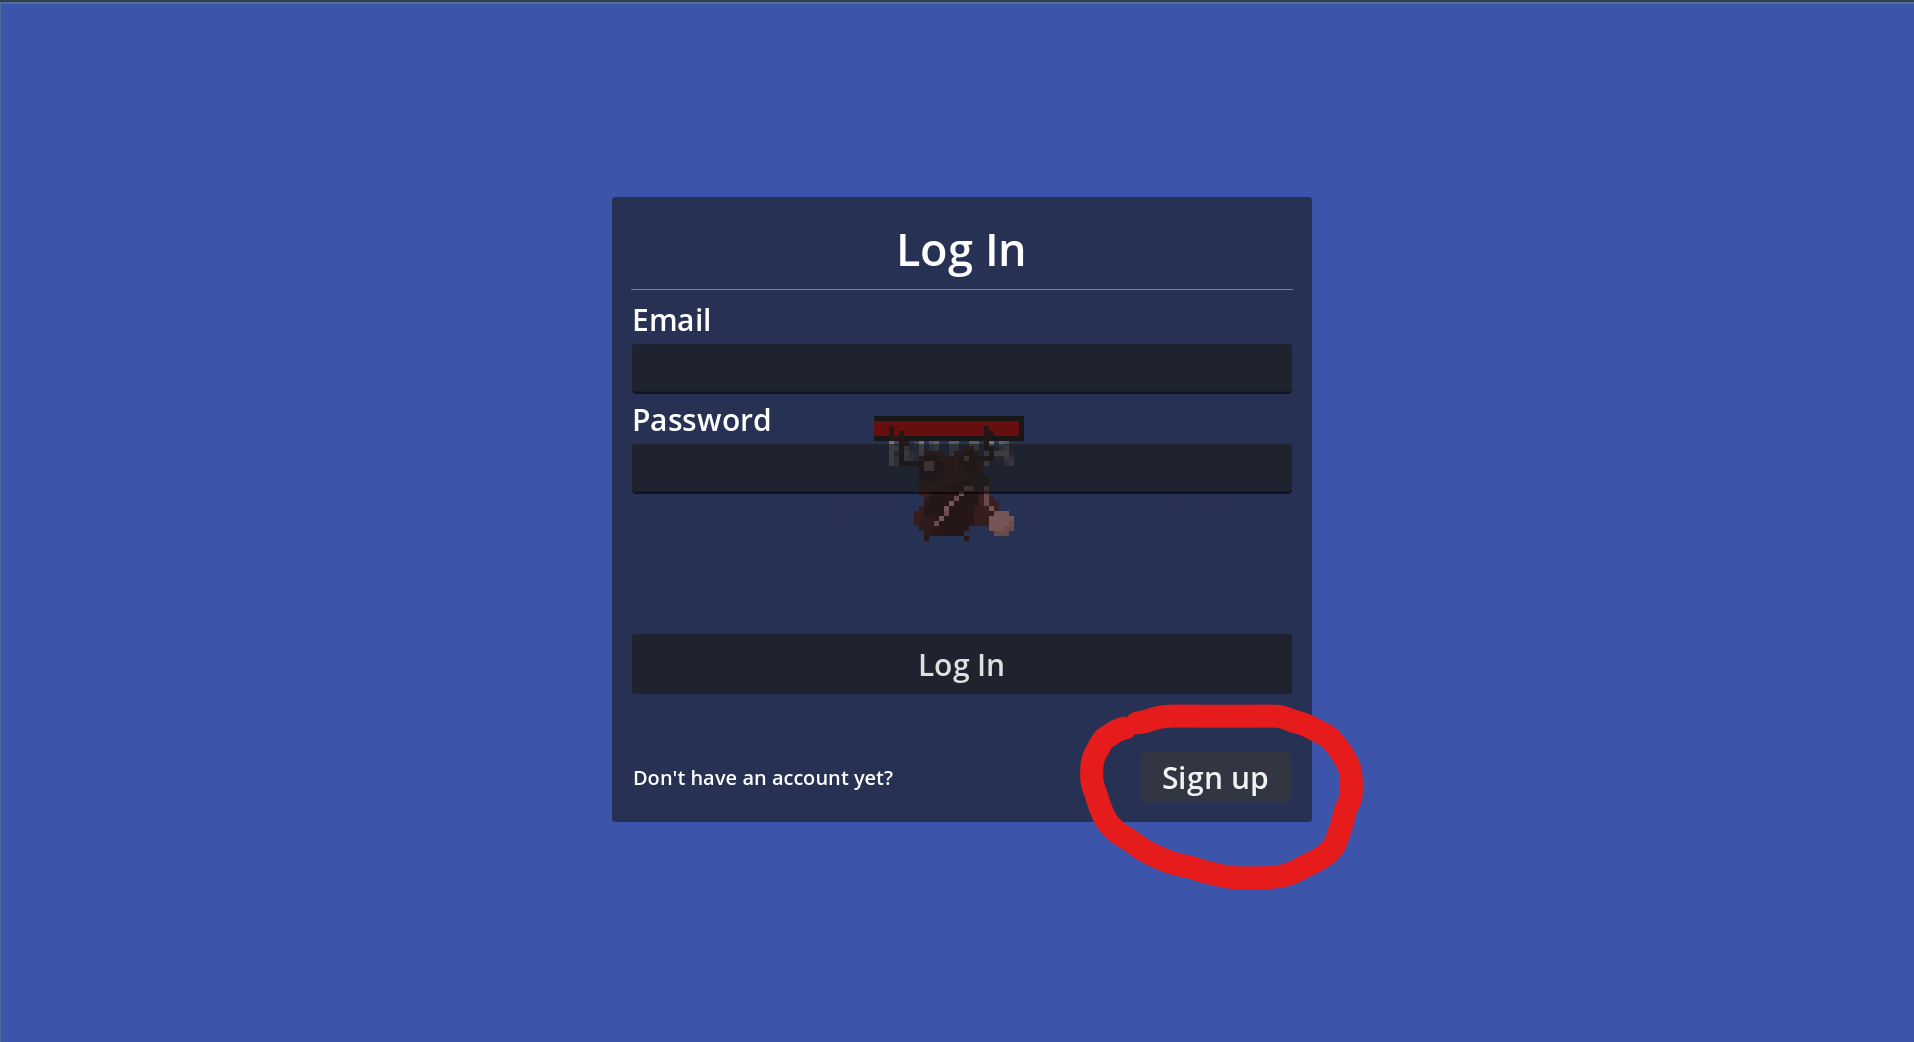 Log In
Email
Password
Log In
Don't have an account yet?
Sign up